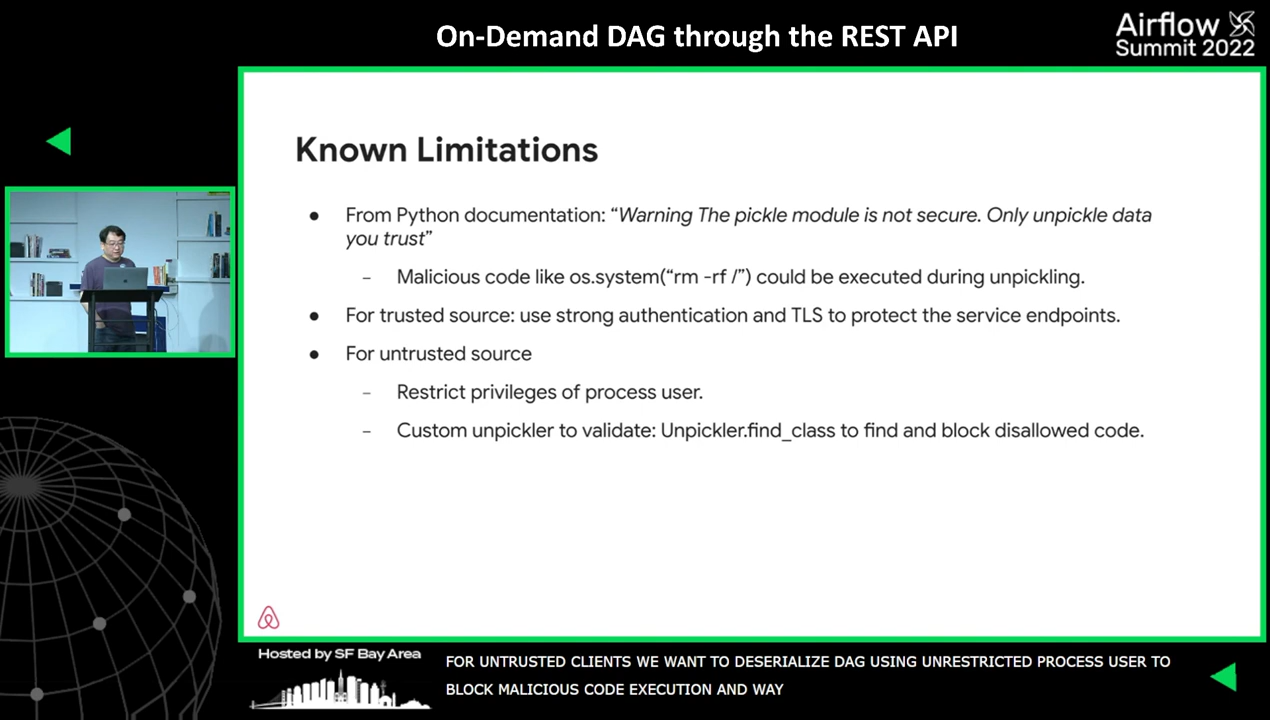 On-Demand DAG through the REST API
Airflow
Summit 2022
Known Limitations
● From Python documentation: “Warning The pickle module is not secure. Only unpickle data
you trust”
– Malicious code like os.system(“rm -rf /”) could be executed during unpickling.
● For trusted source: use strong authentication and TLS to protect the service endpoints.
● For untrusted source
– Restrict privileges of process user.
– Custom unpickler to validate: Unpickler.find_class to find and block disallowed code.
Hosted by SF Bay Area
FOR UNTRUSTED CLIENTS WE WANT TO DESERIALIZE DAG USING UNRESTRICTED PROCESS USER TO
BLOCK MALICIOUS CODE EXECUTION AND WAY